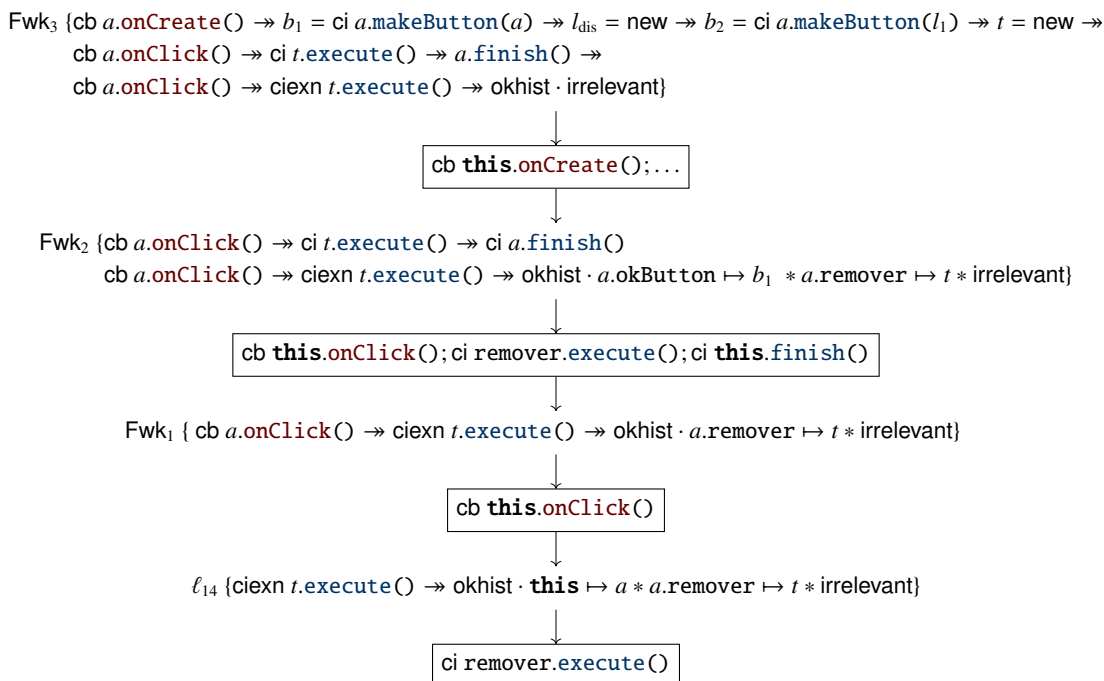 Fwk₃ {cb a.onCreate() ↠ b₁ = ci a.makeButton(a) ↠ l_dis = new ↠ b₂ = ci a.makeButton(l₁) ↠ t = new ↠
cb a.onClick() ↠ ci t.execute() ↠ a.finish() ↠
cb a.onClick() ↠ ciexn t.execute() ↠ okhist · irrelevant}
cb this.onCreate(); …
Fwk₂ {cb a.onClick() ↠ ci t.execute() ↠ ci a.finish()
cb a.onClick() ↠ ciexn t.execute() ↠ okhist · a.okButton ↦ b₁ * a.remover ↦ t * irrelevant}
cb this.onClick(); ci remover.execute(); ci this.finish()
Fwk₁ { cb a.onClick() ↠ ciexn t.execute() ↠ okhist · a.remover ↦ t * irrelevant}
cb this.onClick()
ℓ₁₄ {ciexn t.execute() ↠ okhist · this ↦ a * a.remover ↦ t * irrelevant}
ci remover.execute()